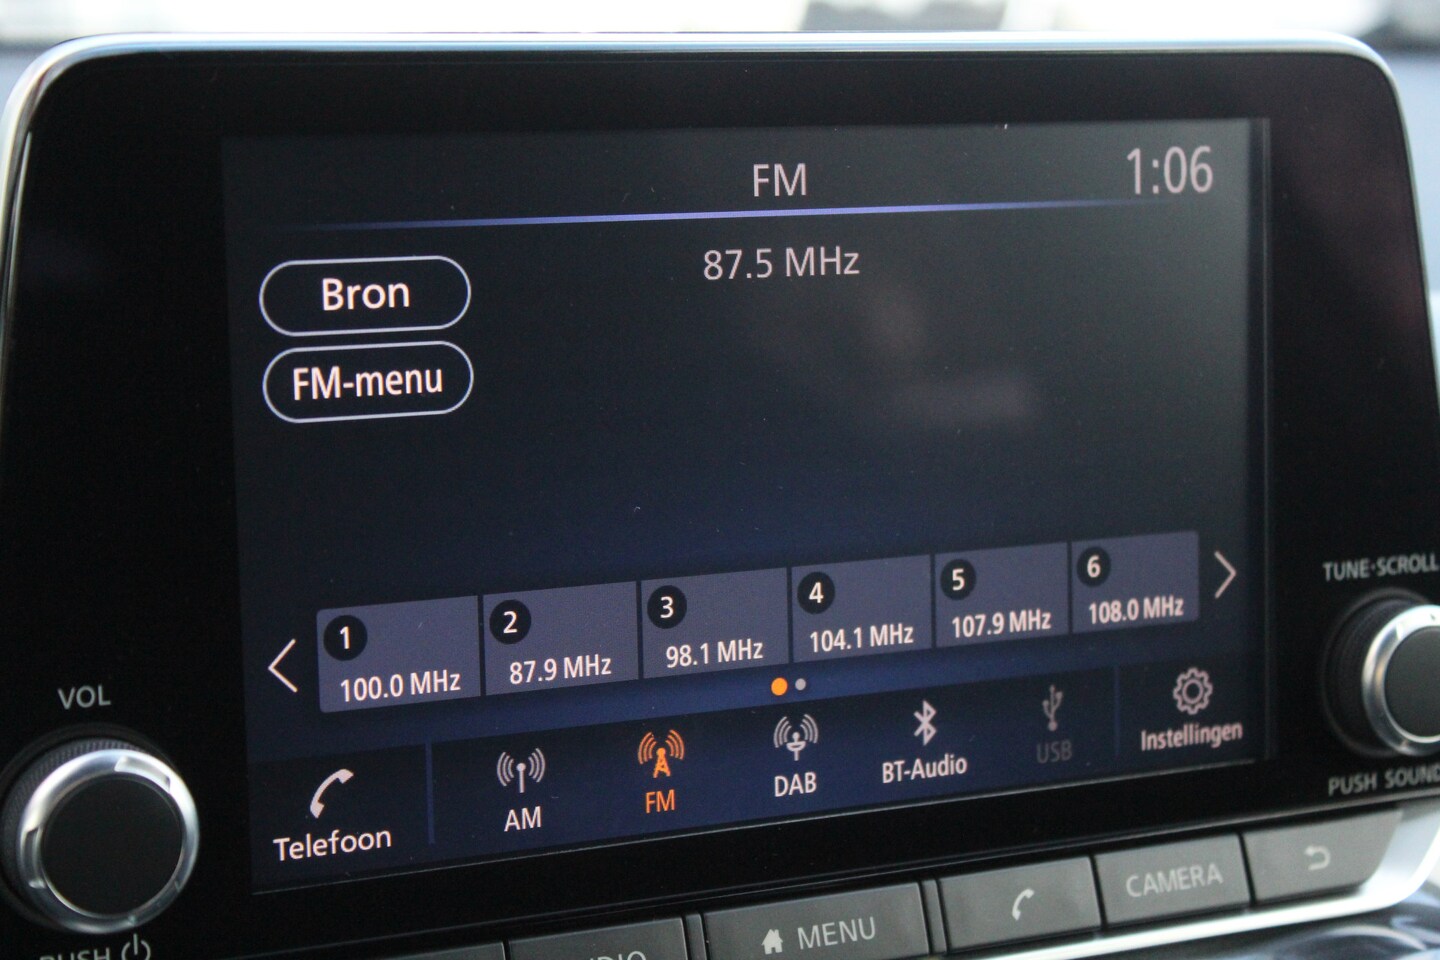 FM
1:06
87.5 MHz
Bron
FM-menu
1
100.0 MHz
2
87.9 MHz
3
98.1 MHz
4
104.1 MHz
5
107.9 MHz
6
108.0 MHz
Telefoon
AM
FM
DAB
BT-Audio
USB
Instellingen
VOL
PUSH
TUNE·SCROLL
PUSH SOUND
MENU
CAMERA